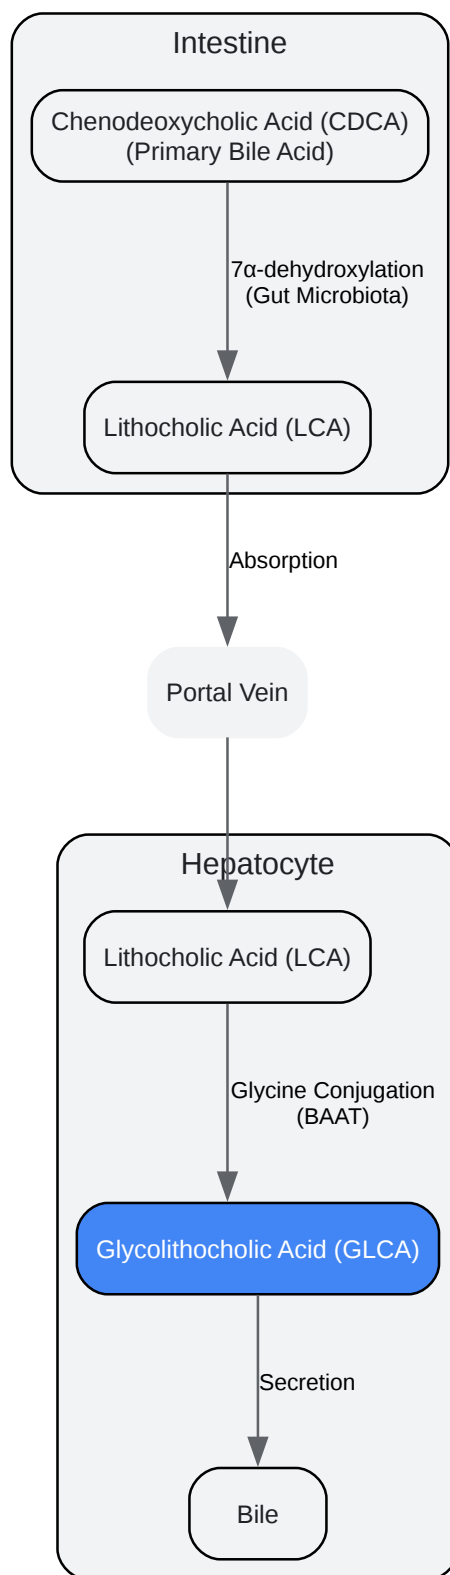 Intestine
Chenodeoxycholic Acid (CDCA)
(Primary Bile Acid)
7α-dehydroxylation
(Gut Microbiota)
Lithocholic Acid (LCA)
Absorption
Portal Vein
Hepatocyte
Lithocholic Acid (LCA)
Glycine Conjugation
(BAAT)
Glycolithocholic Acid (GLCA)
Secretion
Bile